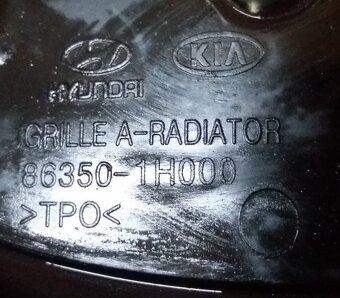 KIA
HYUNDAI
GRILLE A-RADIATOR
86350-1H000
>TPO<